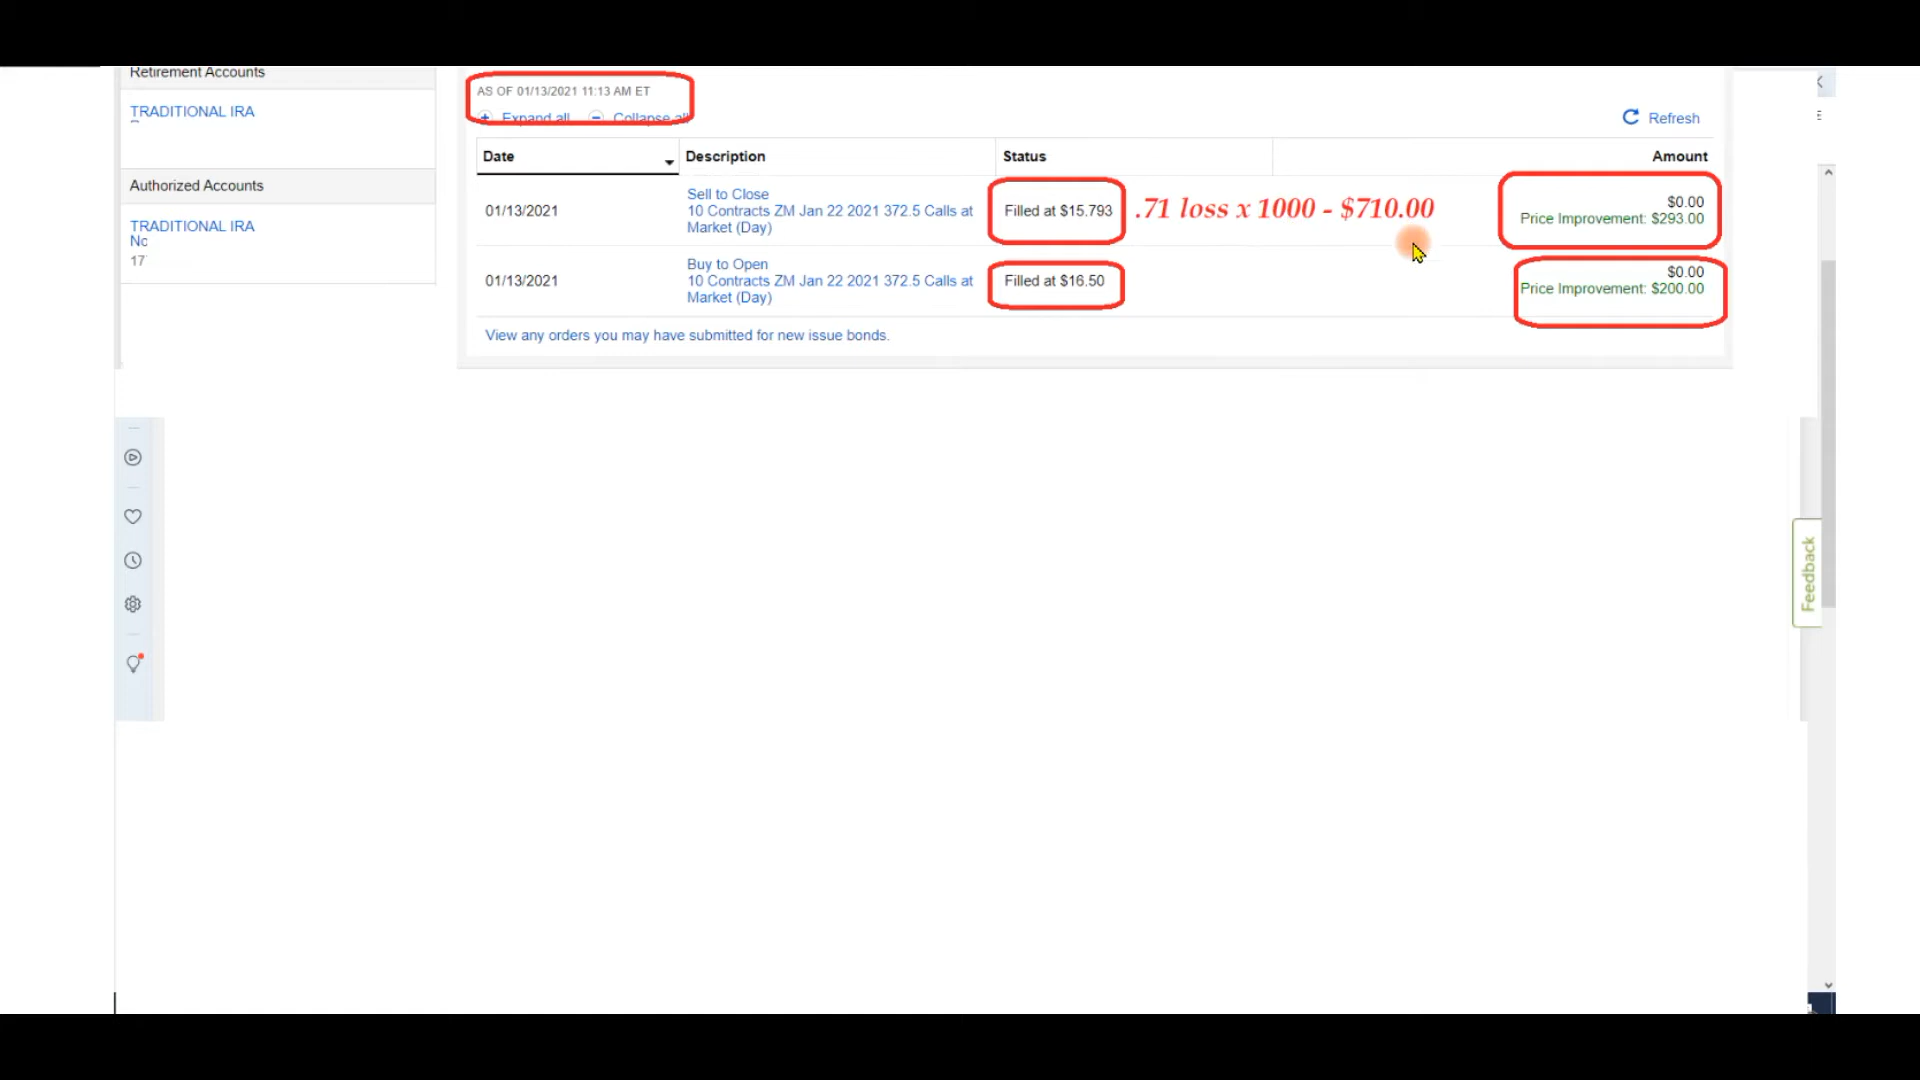 Retirement Accounts
TRADITIONAL IRA
Authorized Accounts
TRADITIONAL IRA
Nc
17
AS OF 01/13/2021 11:13 AM ET
Expand all Collapse all
Refresh
Date Description Status Amount
01/13/2021
Sell to Close
10 Contracts ZM Jan 22 2021 372.5 Calls at
Market (Day)
Filled at $15.793
.71 loss x 1000 - $710.00
$0.00
Price Improvement: $293.00
01/13/2021
Buy to Open
10 Contracts ZM Jan 22 2021 372.5 Calls at
Market (Day)
Filled at $16.50
$0.00
Price Improvement: $200.00
View any orders you may have submitted for new issue bonds.
Feedback